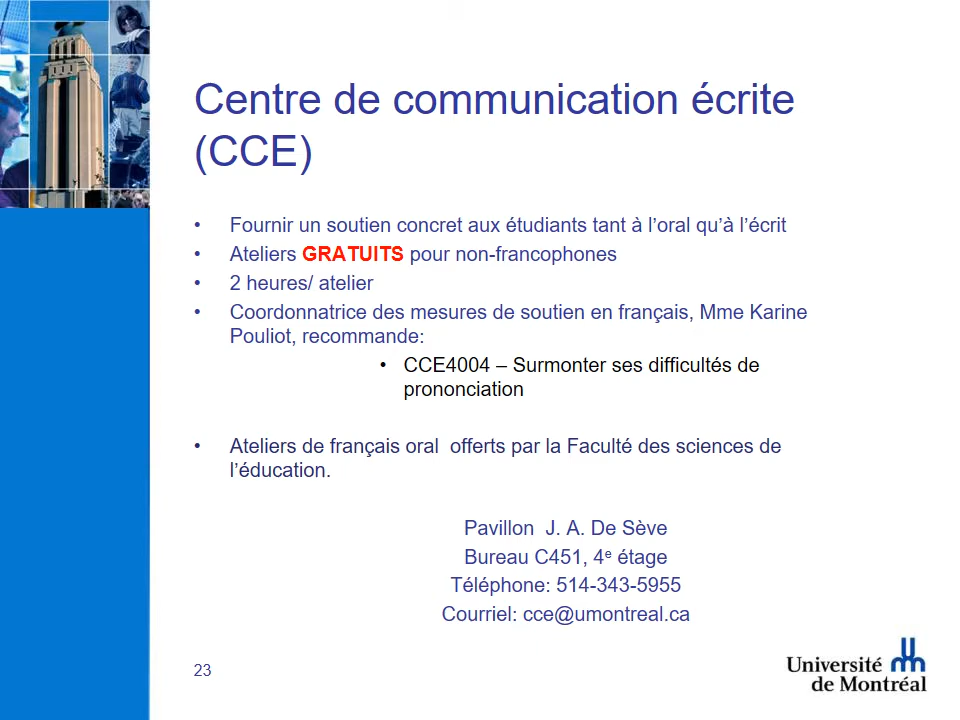 Centre de communication écrite
(CCE)
• Fournir un soutien concret aux étudiants tant à l’oral qu’à l’écrit
• Ateliers GRATUITS pour non-francophones
• 2 heures/ atelier
• Coordonnatrice des mesures de soutien en français, Mme Karine
Pouliot, recommande:
• CCE4004 – Surmonter ses difficultés de
prononciation
• Ateliers de français oral  offerts par la Faculté des sciences de
l’éducation.
Pavillon  J. A. De Sève
Bureau C451, 4e étage
Téléphone: 514-343-5955
Courriel: cce@umontreal.ca
23
Université
de Montréal